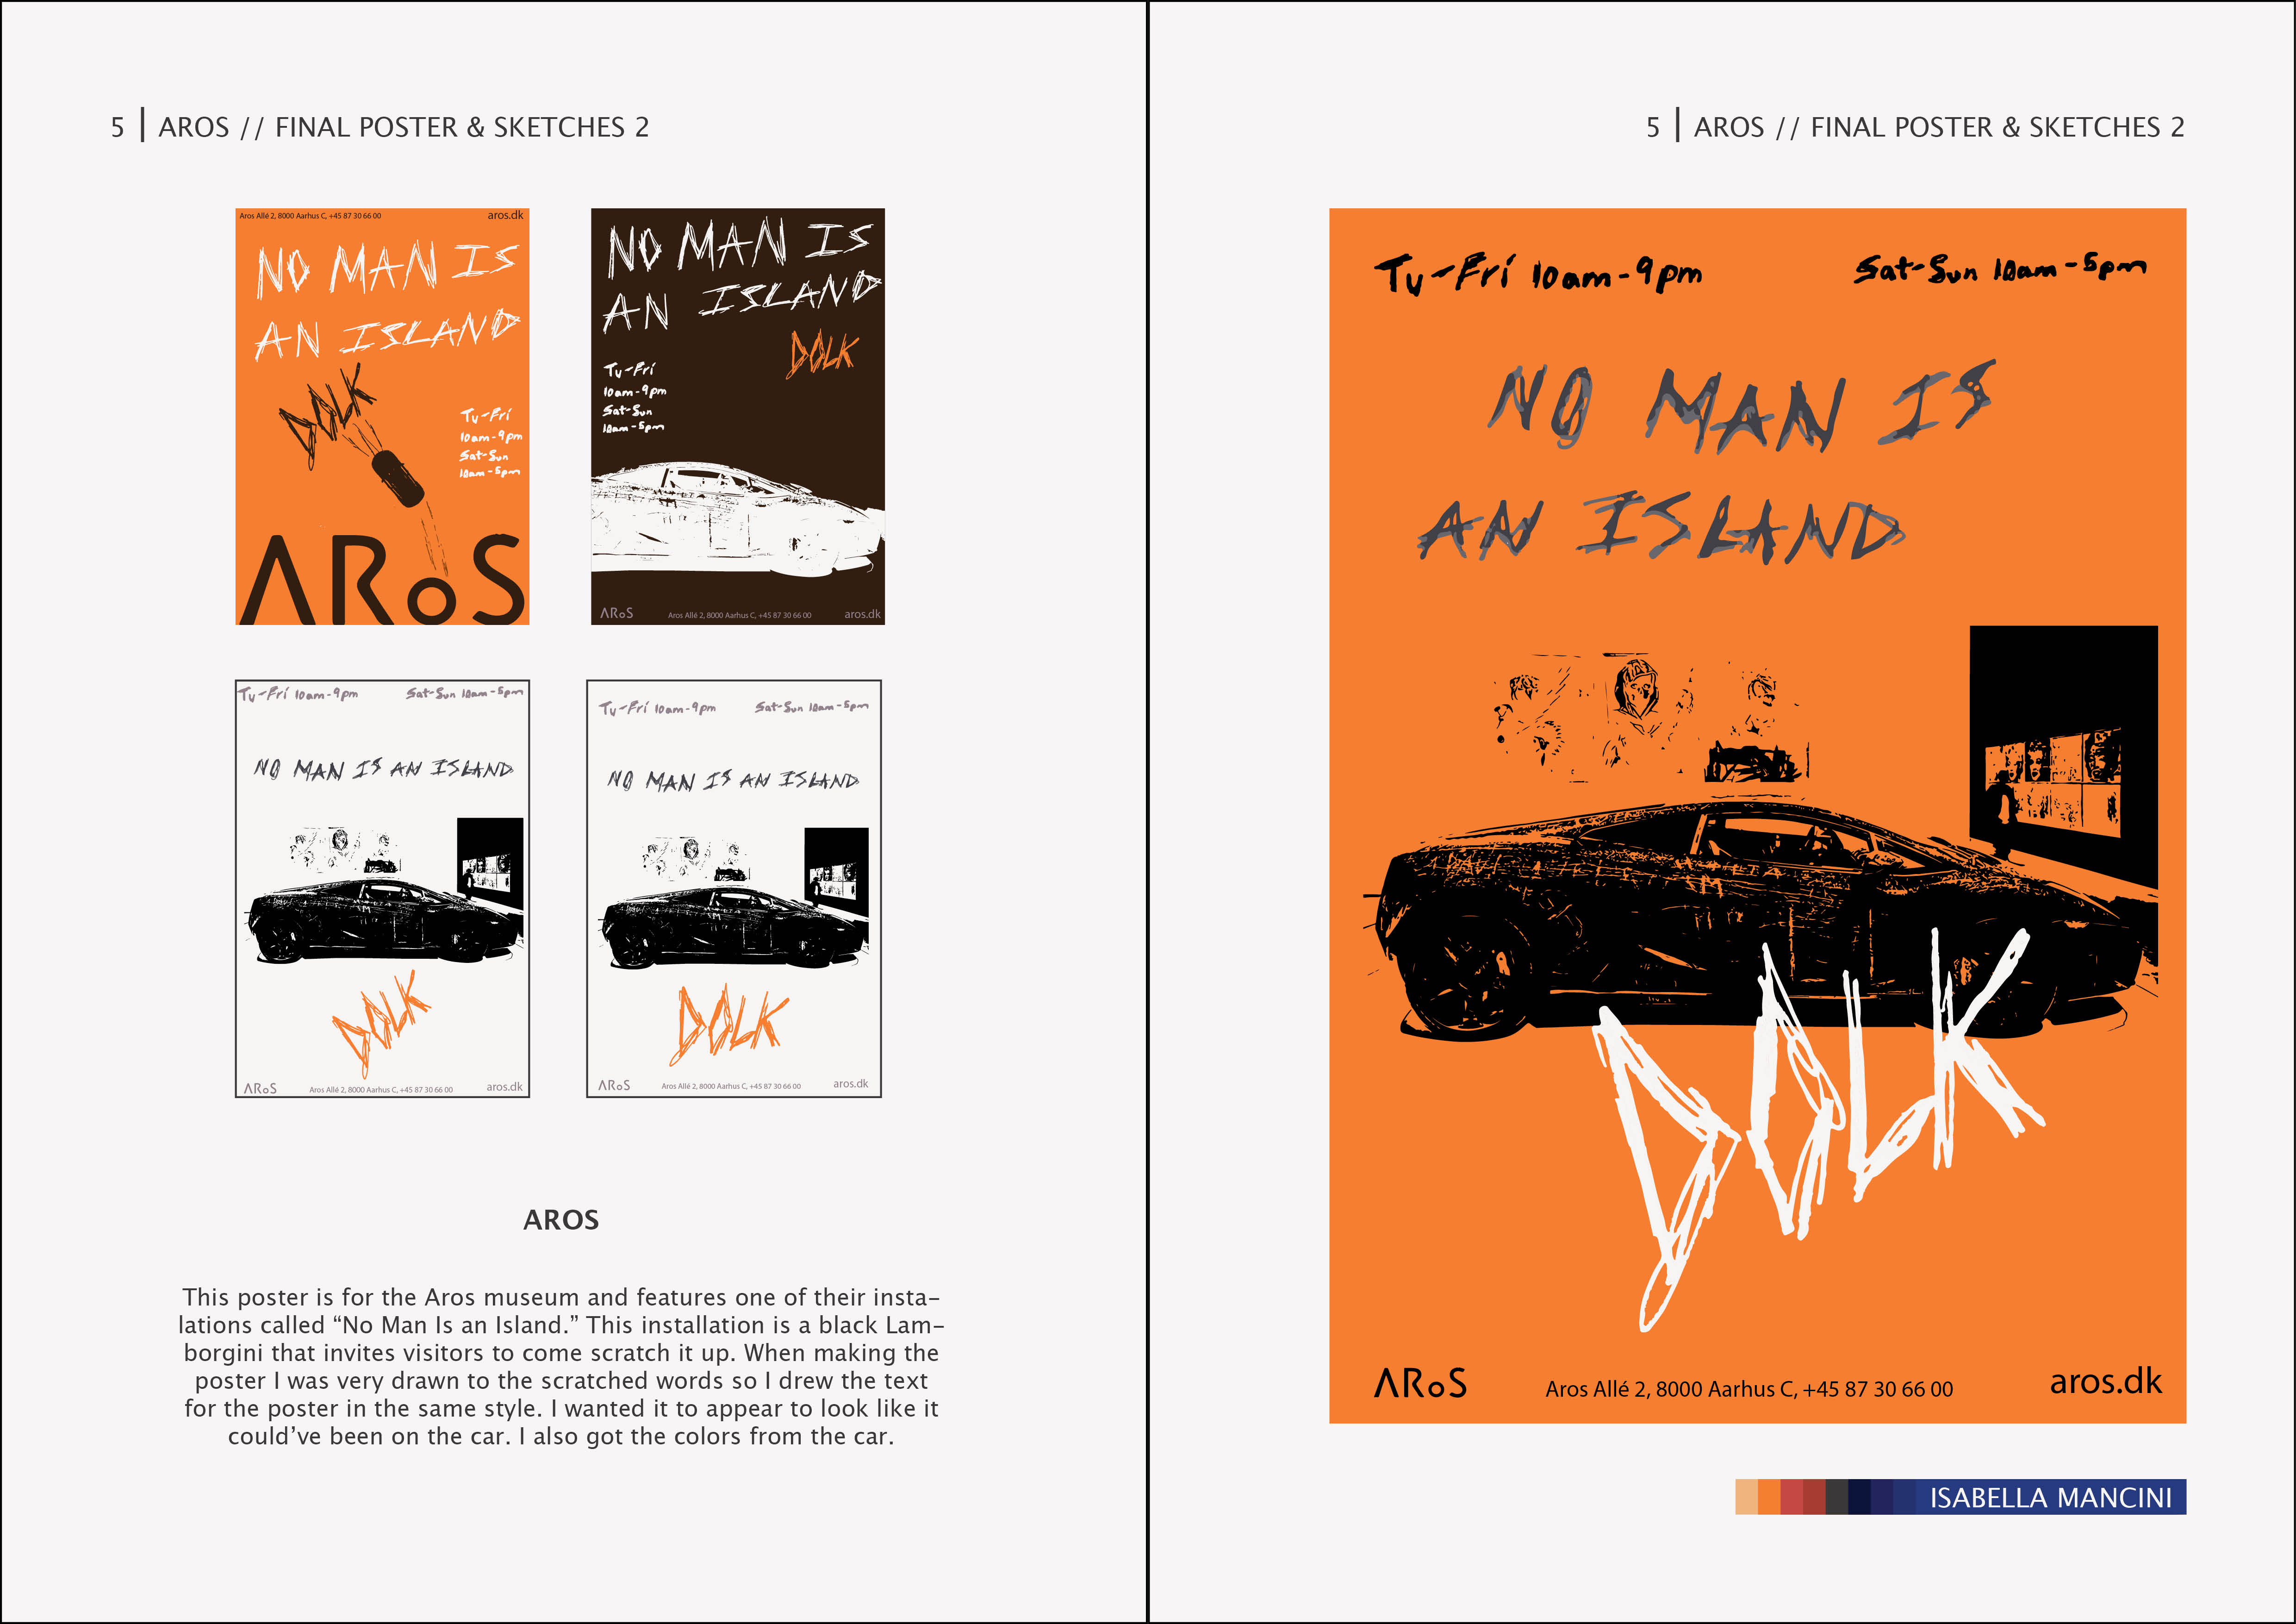 5 | AROS // FINAL POSTER & SKETCHES 2
Aros Allé 2, 8000 Aarhus C, +45 87 30 66 00
aros.dk
NO MAN IS
AN ISLAND
DOLK
Tu-Fri
10am-9pm
Sat-Sun
10am-5pm
ARoS
NO MAN IS
AN ISLAND
DOLK
Tu-Fri
10am-9pm
Sat-Sun
10am-5pm
ARoS
Aros Allé 2, 8000 Aarhus C, +45 87 30 66 00
aros.dk
Tu-Fri 10am-9pm
Sat-Sun 10am-5pm
NO MAN IS AN ISLAND
DOLK
ARoS
Aros Allé 2, 8000 Aarhus C, +45 87 30 66 00
aros.dk
Tu-Fri 10am-9pm
Sat-Sun 10am-5pm
NO MAN IS AN ISLAND
DOLK
ARoS
Aros Allé 2, 8000 Aarhus C, +45 87 30 66 00
aros.dk
AROS
This poster is for the Aros museum and features one of their insta-
lations called “No Man Is an Island.” This installation is a black Lam-
borgini that invites visitors to come scratch it up. When making the
poster I was very drawn to the scratched words so I drew the text
for the poster in the same style. I wanted it to appear to look like it
could’ve been on the car. I also got the colors from the car.
5 | AROS // FINAL POSTER & SKETCHES 2
Tu-Fri 10am-9pm
Sat-Sun 10am-5pm
NO MAN IS
AN ISLAND
DOLK
ARoS
Aros Allé 2, 8000 Aarhus C, +45 87 30 66 00
aros.dk
ISABELLA MANCINI